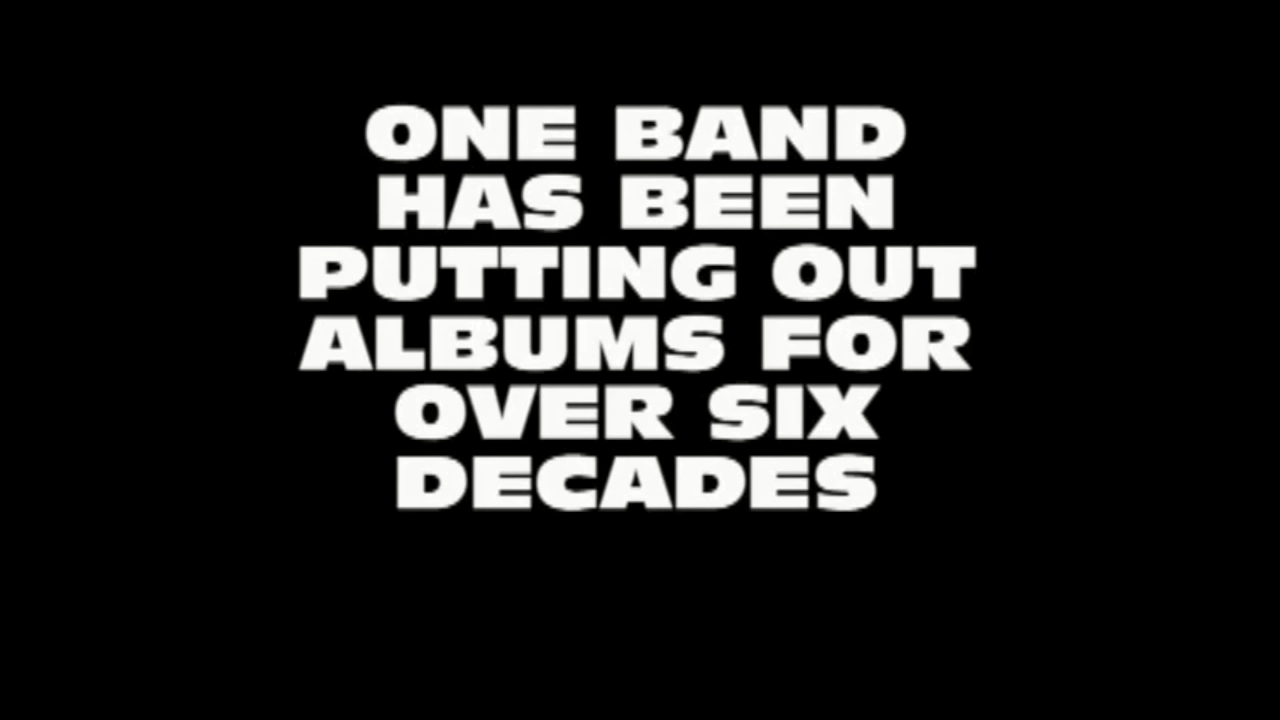 ONE BAND
HAS BEEN
PUTTING OUT
ALBUMS FOR
OVER SIX
DECADES